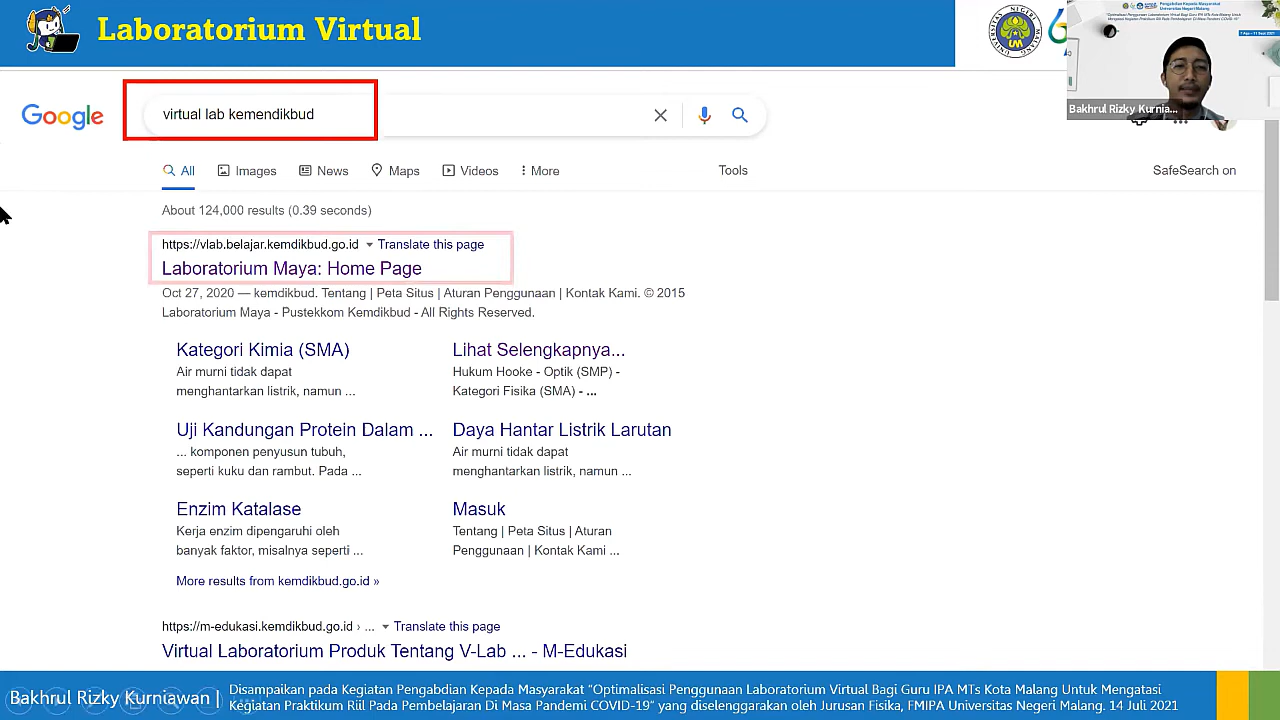 Laboratorium Virtual
Pengabdian Kepada Masyarakat
Universitas Negeri Malang
Bakhrul Rizky Kurnia...
Google
virtual lab kemendikbud
All
Images
News
Maps
Videos
More
Tools
SafeSearch on
About 124,000 results (0.39 seconds)
https://vlab.belajar.kemdikbud.go.id
Translate this page
Laboratorium Maya: Home Page
Oct 27, 2020 — kemdikbud. Tentang | Peta Situs | Aturan Penggunaan | Kontak Kami. © 2015
Laboratorium Maya - Pustekkom Kemdikbud - All Rights Reserved.
Kategori Kimia (SMA)
Air murni tidak dapat
menghantarkan listrik, namun ...
Lihat Selengkapnya...
Hukum Hooke - Optik (SMP) -
Kategori Fisika (SMA) - ...
Uji Kandungan Protein Dalam ...
... komponen penyusun tubuh,
seperti kuku dan rambut. Pada ...
Daya Hantar Listrik Larutan
Air murni tidak dapat
menghantarkan listrik, namun ...
Enzim Katalase
Kerja enzim dipengaruhi oleh
banyak faktor, misalnya seperti ...
Masuk
Tentang | Peta Situs | Aturan
Penggunaan | Kontak Kami ...
More results from kemdikbud.go.id »
https://m-edukasi.kemdikbud.go.id › ...
Translate this page
Virtual Laboratorium Produk Tentang V-Lab ... - M-Edukasi
Bakhrul Rizky Kurniawan |
Disampaikan pada Kegiatan Pengabdian Kepada Masyarakat "Optimalisasi Penggunaan Laboratorium Virtual Bagi Guru IPA MTs Kota Malang Untuk Mengatasi
Kegiatan Praktikum Riil Pada Pembelajaran Di Masa Pandemi COVID-19" yang diselenggarakan oleh Jurusan Fisika, FMIPA Universitas Negeri Malang. 14 Juli 2021